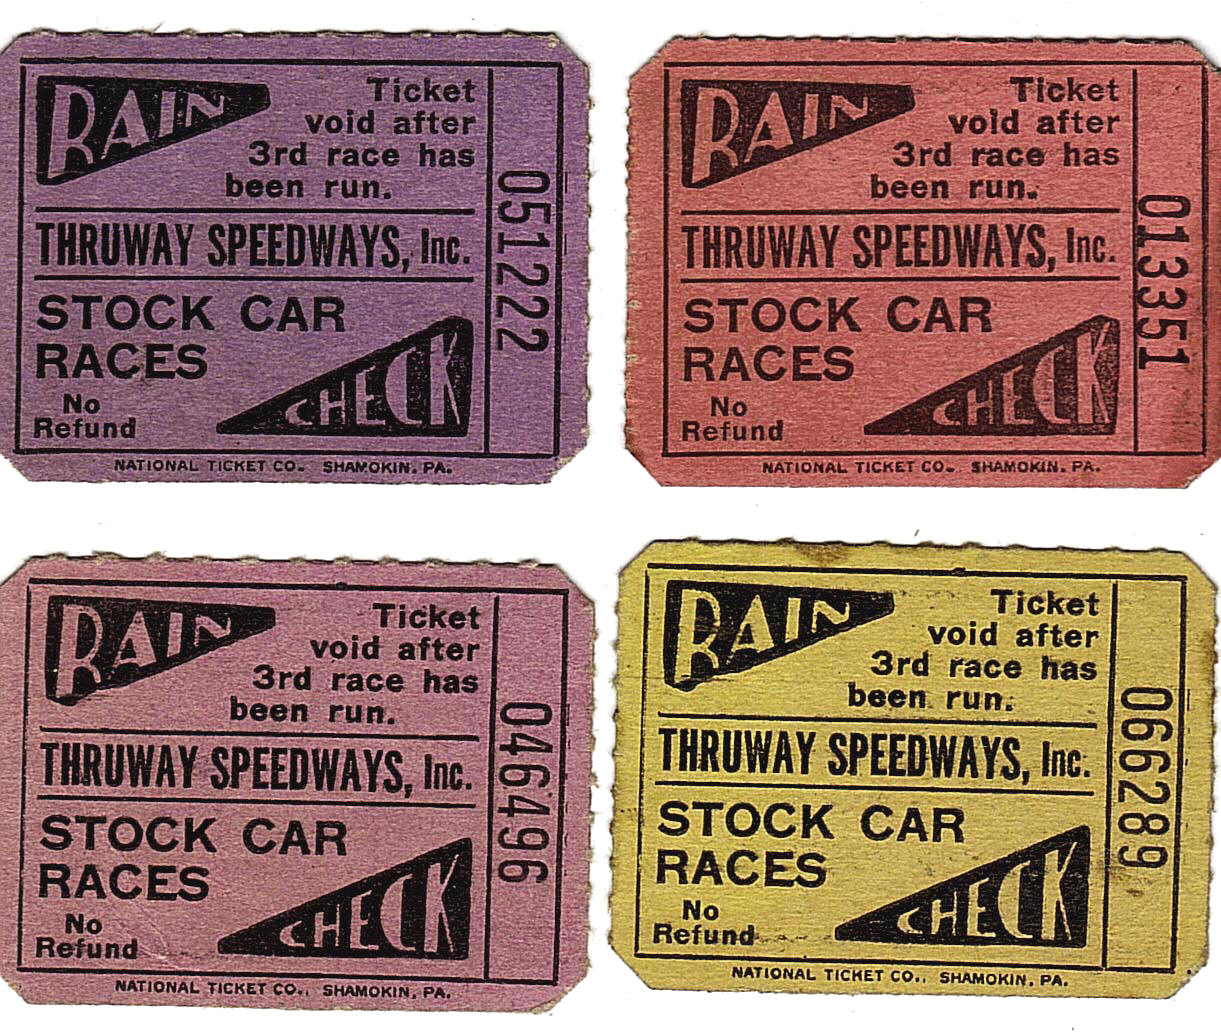 RAIN
Ticket
void after
3rd race has
been run.
THRUWAY SPEEDWAYS, Inc.
STOCK CAR
RACES
No
Refund
CHECK
051222
NATIONAL TICKET CO. SHAMOKIN, PA.
RAIN
Ticket
void after
3rd race has
been run.
THRUWAY SPEEDWAYS, Inc.
STOCK CAR
RACES
No
Refund
CHECK
013351
NATIONAL TICKET CO. SHAMOKIN, PA.
RAIN
Ticket
void after
3rd race has
been run.
THRUWAY SPEEDWAYS, Inc.
STOCK CAR
RACES
No
Refund
CHECK
046496
NATIONAL TICKET CO., SHAMOKIN, PA.
RAIN
Ticket
void after
3rd race has
been run.
THRUWAY SPEEDWAYS, Inc.
STOCK CAR
RACES
No
Refund
CHECK
066289
NATIONAL TICKET CO., SHAMOKIN, PA.